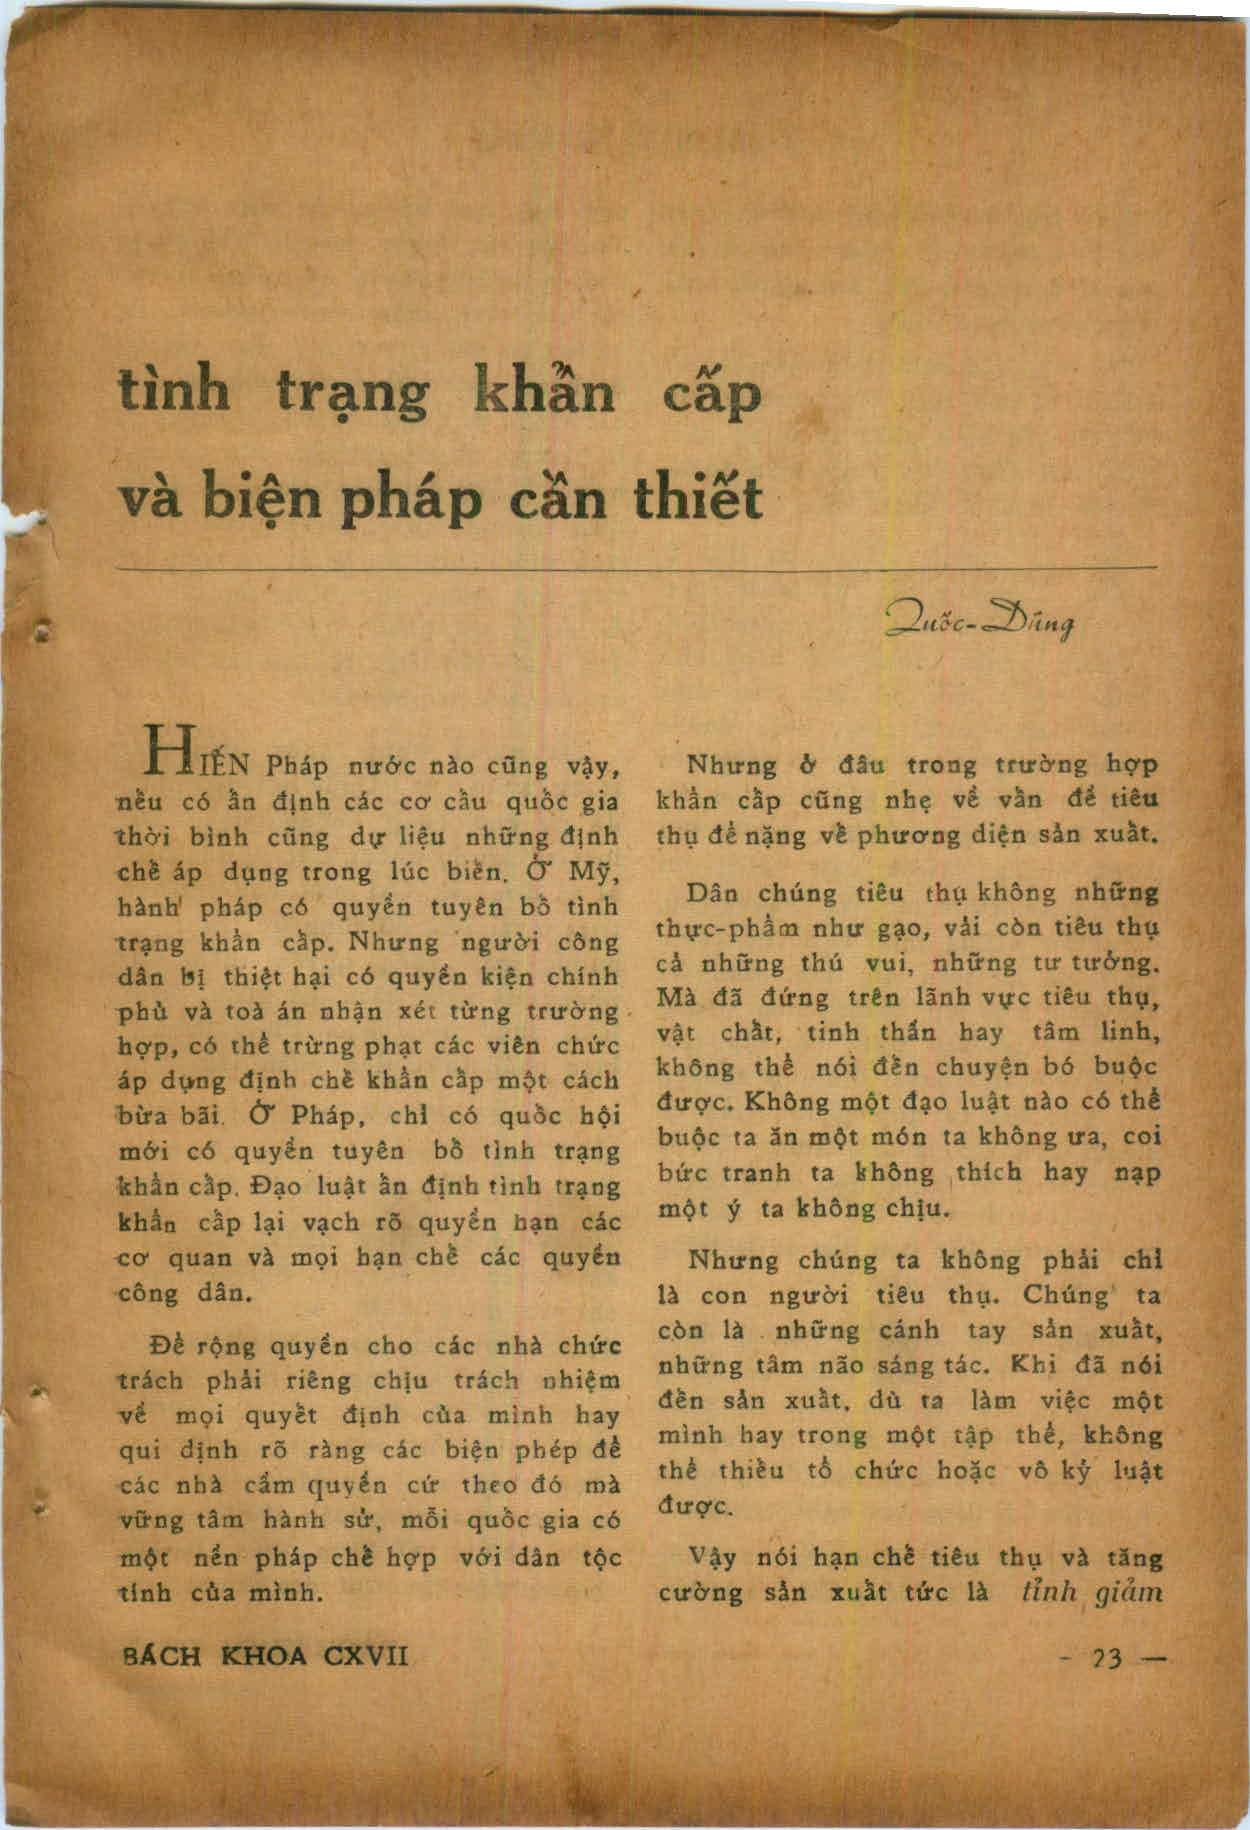 tình trạng khẩn cấp
và biện pháp cần thiết
Quốc-Dũng
HIẾN Pháp nước nào cũng vậy,
nếu có ấn định các cơ cấu quốc gia
thời bình cũng dự liệu những định
chế áp dụng trong lúc biến. Ở Mỹ,
hành pháp có quyền tuyên bố tình
trạng khẩn cấp. Nhưng người công
dân bị thiệt hại có quyền kiện chính
phủ và toà án nhận xét từng trường
hợp, có thể trừng phạt các viên chức
áp dụng định chế khẩn cấp một cách
bừa bãi. Ở Pháp, chỉ có quốc hội
mới có quyền tuyên bố tình trạng
khẩn cấp. Đạo luật ấn định tình trạng
khẩn cấp lại vạch rõ quyền hạn các
cơ quan và mọi hạn chế các quyền
công dân.
Để rộng quyền cho các nhà chức
trách phải riêng chịu trách nhiệm
về mọi quyết định của mình hay
qui định rõ ràng các biện phép để
các nhà cầm quyền cứ theo đó mà
vững tâm hành sử, mỗi quốc gia có
một nền pháp chế hợp với dân tộc
tính của mình.
Nhưng ở đâu trong trường hợp
khẩn cấp cũng nhẹ về vấn đề tiêu
thụ để nặng về phương diện sản xuất.
Dân chúng tiêu thụ không những
thực-phẩm như gạo, vải còn tiêu thụ
cả những thú vui, những tư tưởng.
Mà đã đứng trên lãnh vực tiêu thụ,
vật chất, tinh thần hay tâm linh,
không thể nói đến chuyện bó buộc
được. Không một đạo luật nào có thể
buộc ta ăn một món ta không ưa, coi
bức tranh ta không thích hay nạp
một ý ta không chịu.
Nhưng chúng ta không phải chỉ
là con người tiêu thụ. Chúng ta
còn là những cánh tay sản xuất,
những tâm não sáng tác. Khi đã nói
đến sản xuất, dù ta làm việc một
mình hay trong một tập thể, không
thể thiếu tổ chức hoặc vô kỷ luật
được.
Vậy nói hạn chế tiêu thụ và tăng
cường sản xuất tức là tỉnh giảm
BÁCH KHOA CXVII
- 23 —